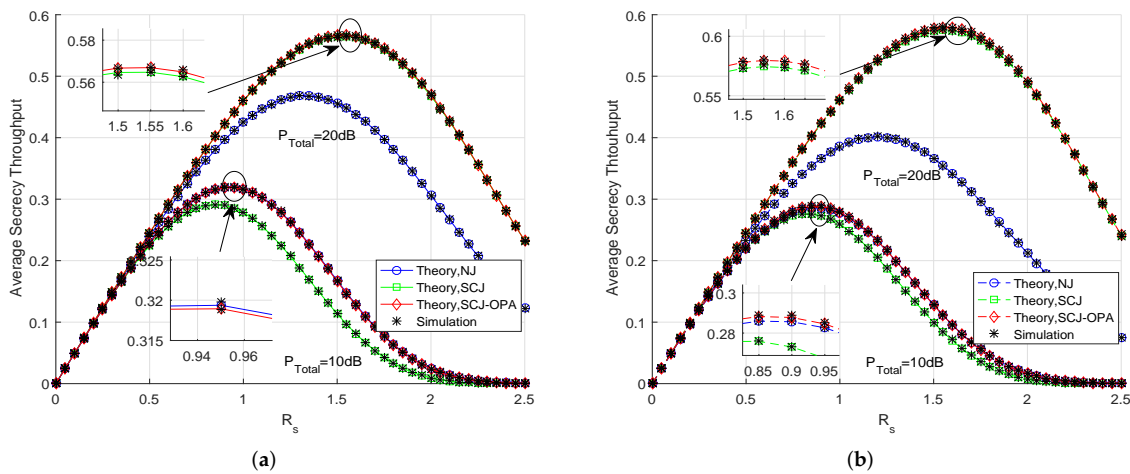 0.6
0.5
0.4
0.3
0.2
0.1
0
Average Secrecy Throughput
0.58
0.56
1.5 1.55 1.6
P_Total=20dB
0.525
0.32
0.315
0.94 0.96
Theory,NJ
Theory,SCJ
Theory,SCJ-OPA
Simulation
P_Total=10dB
0 0.5 1 1.5 2 2.5
R_s
(a)
0.6
0.5
0.4
0.3
0.2
0.1
0
Average Secrecy Thtouhuput
0.6
0.55
1.5 1.6
P_Total=20dB
0.3
0.28
0.85 0.9 0.95
Theory,NJ
Theory,SCJ
Theory,SCJ-OPA
Simulation
P_Total=10dB
0 0.5 1 1.5 2 2.5
R_s
(b)